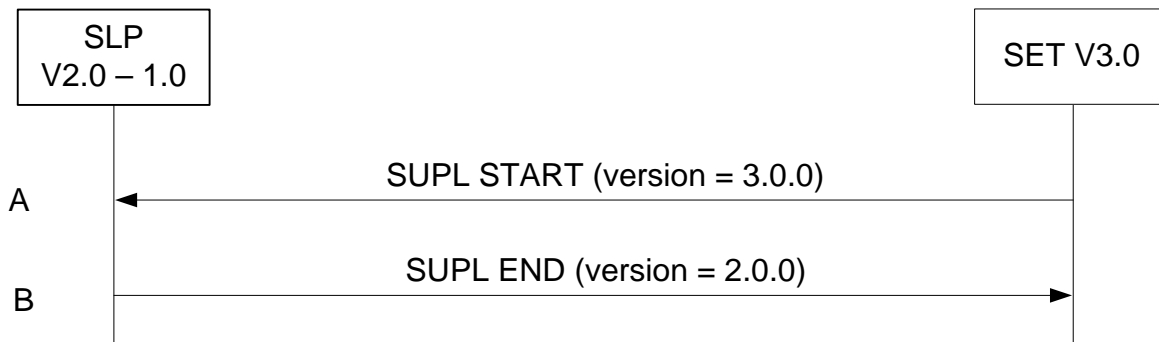 SLP
V2.0 – 1.0
SET V3.0
SUPL START (version = 3.0.0)
A
SUPL END (version = 2.0.0)
B